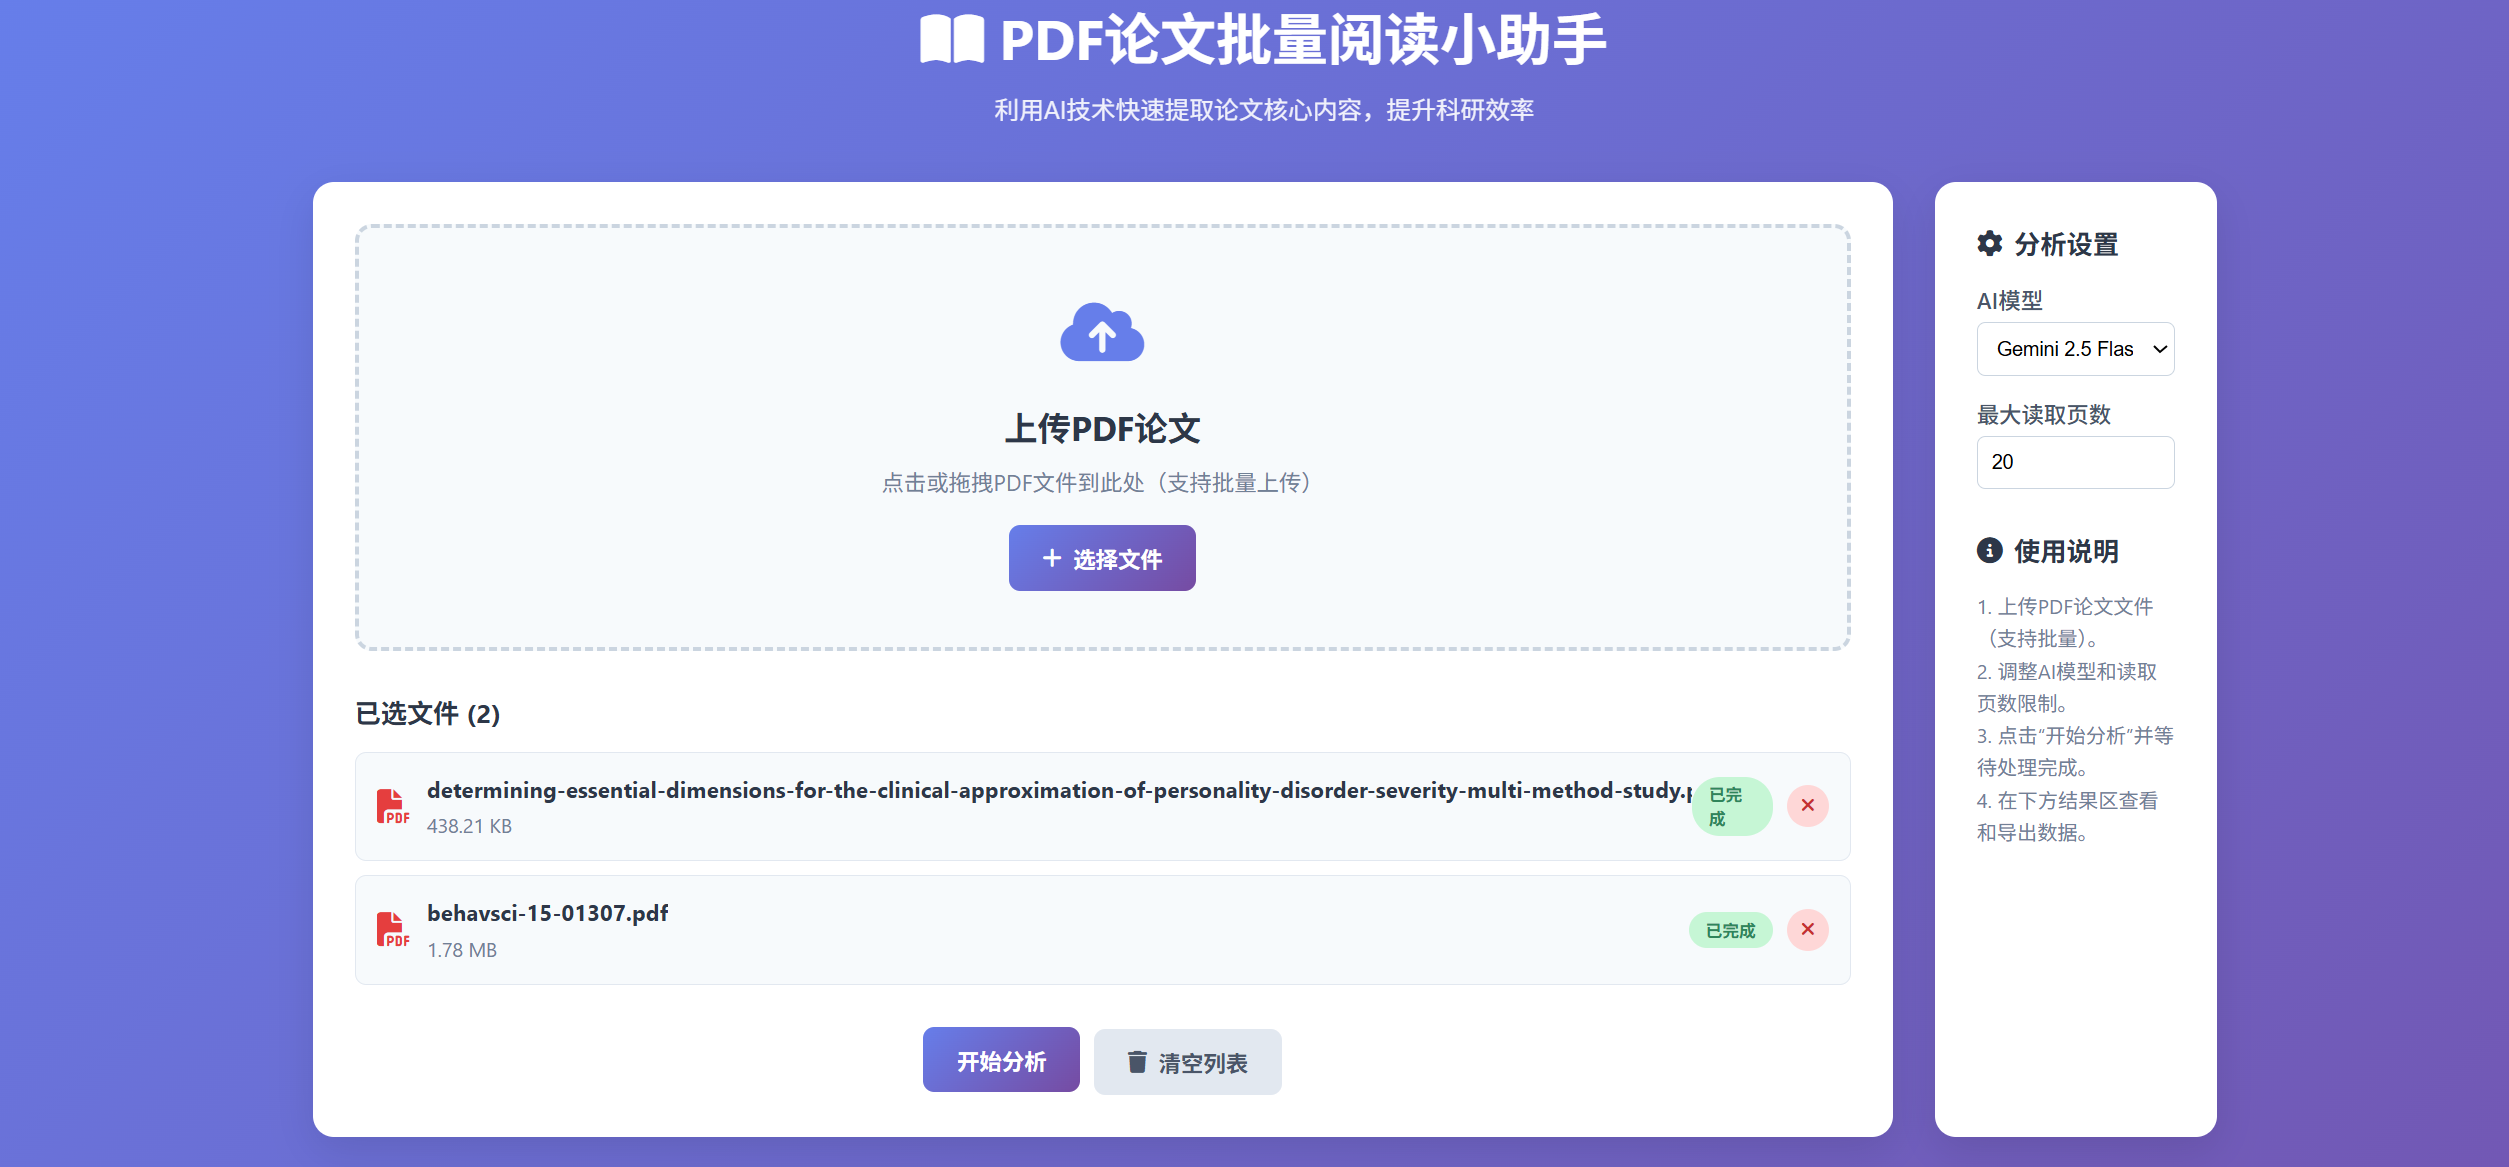 PDF论文批量阅读小助手
利用AI技术快速提取论文核心内容，提升科研效率
上传PDF论文
点击或拖拽PDF文件到此处（支持批量上传）
+ 选择文件
已选文件 (2)
PDF
determining-essential-dimensions-for-the-clinical-approximation-of-personality-disorder-severity-multi-method-study.p
438.21 KB
已完
成
PDF
behavsci-15-01307.pdf
1.78 MB
已完成
开始分析
清空列表
分析设置
AI模型
Gemini 2.5 Flas
最大读取页数
20
使用说明
1. 上传PDF论文文件
（支持批量）。
2. 调整AI模型和读取
页数限制。
3. 点击“开始分析”并等
待处理完成。
4. 在下方结果区查看
和导出数据。